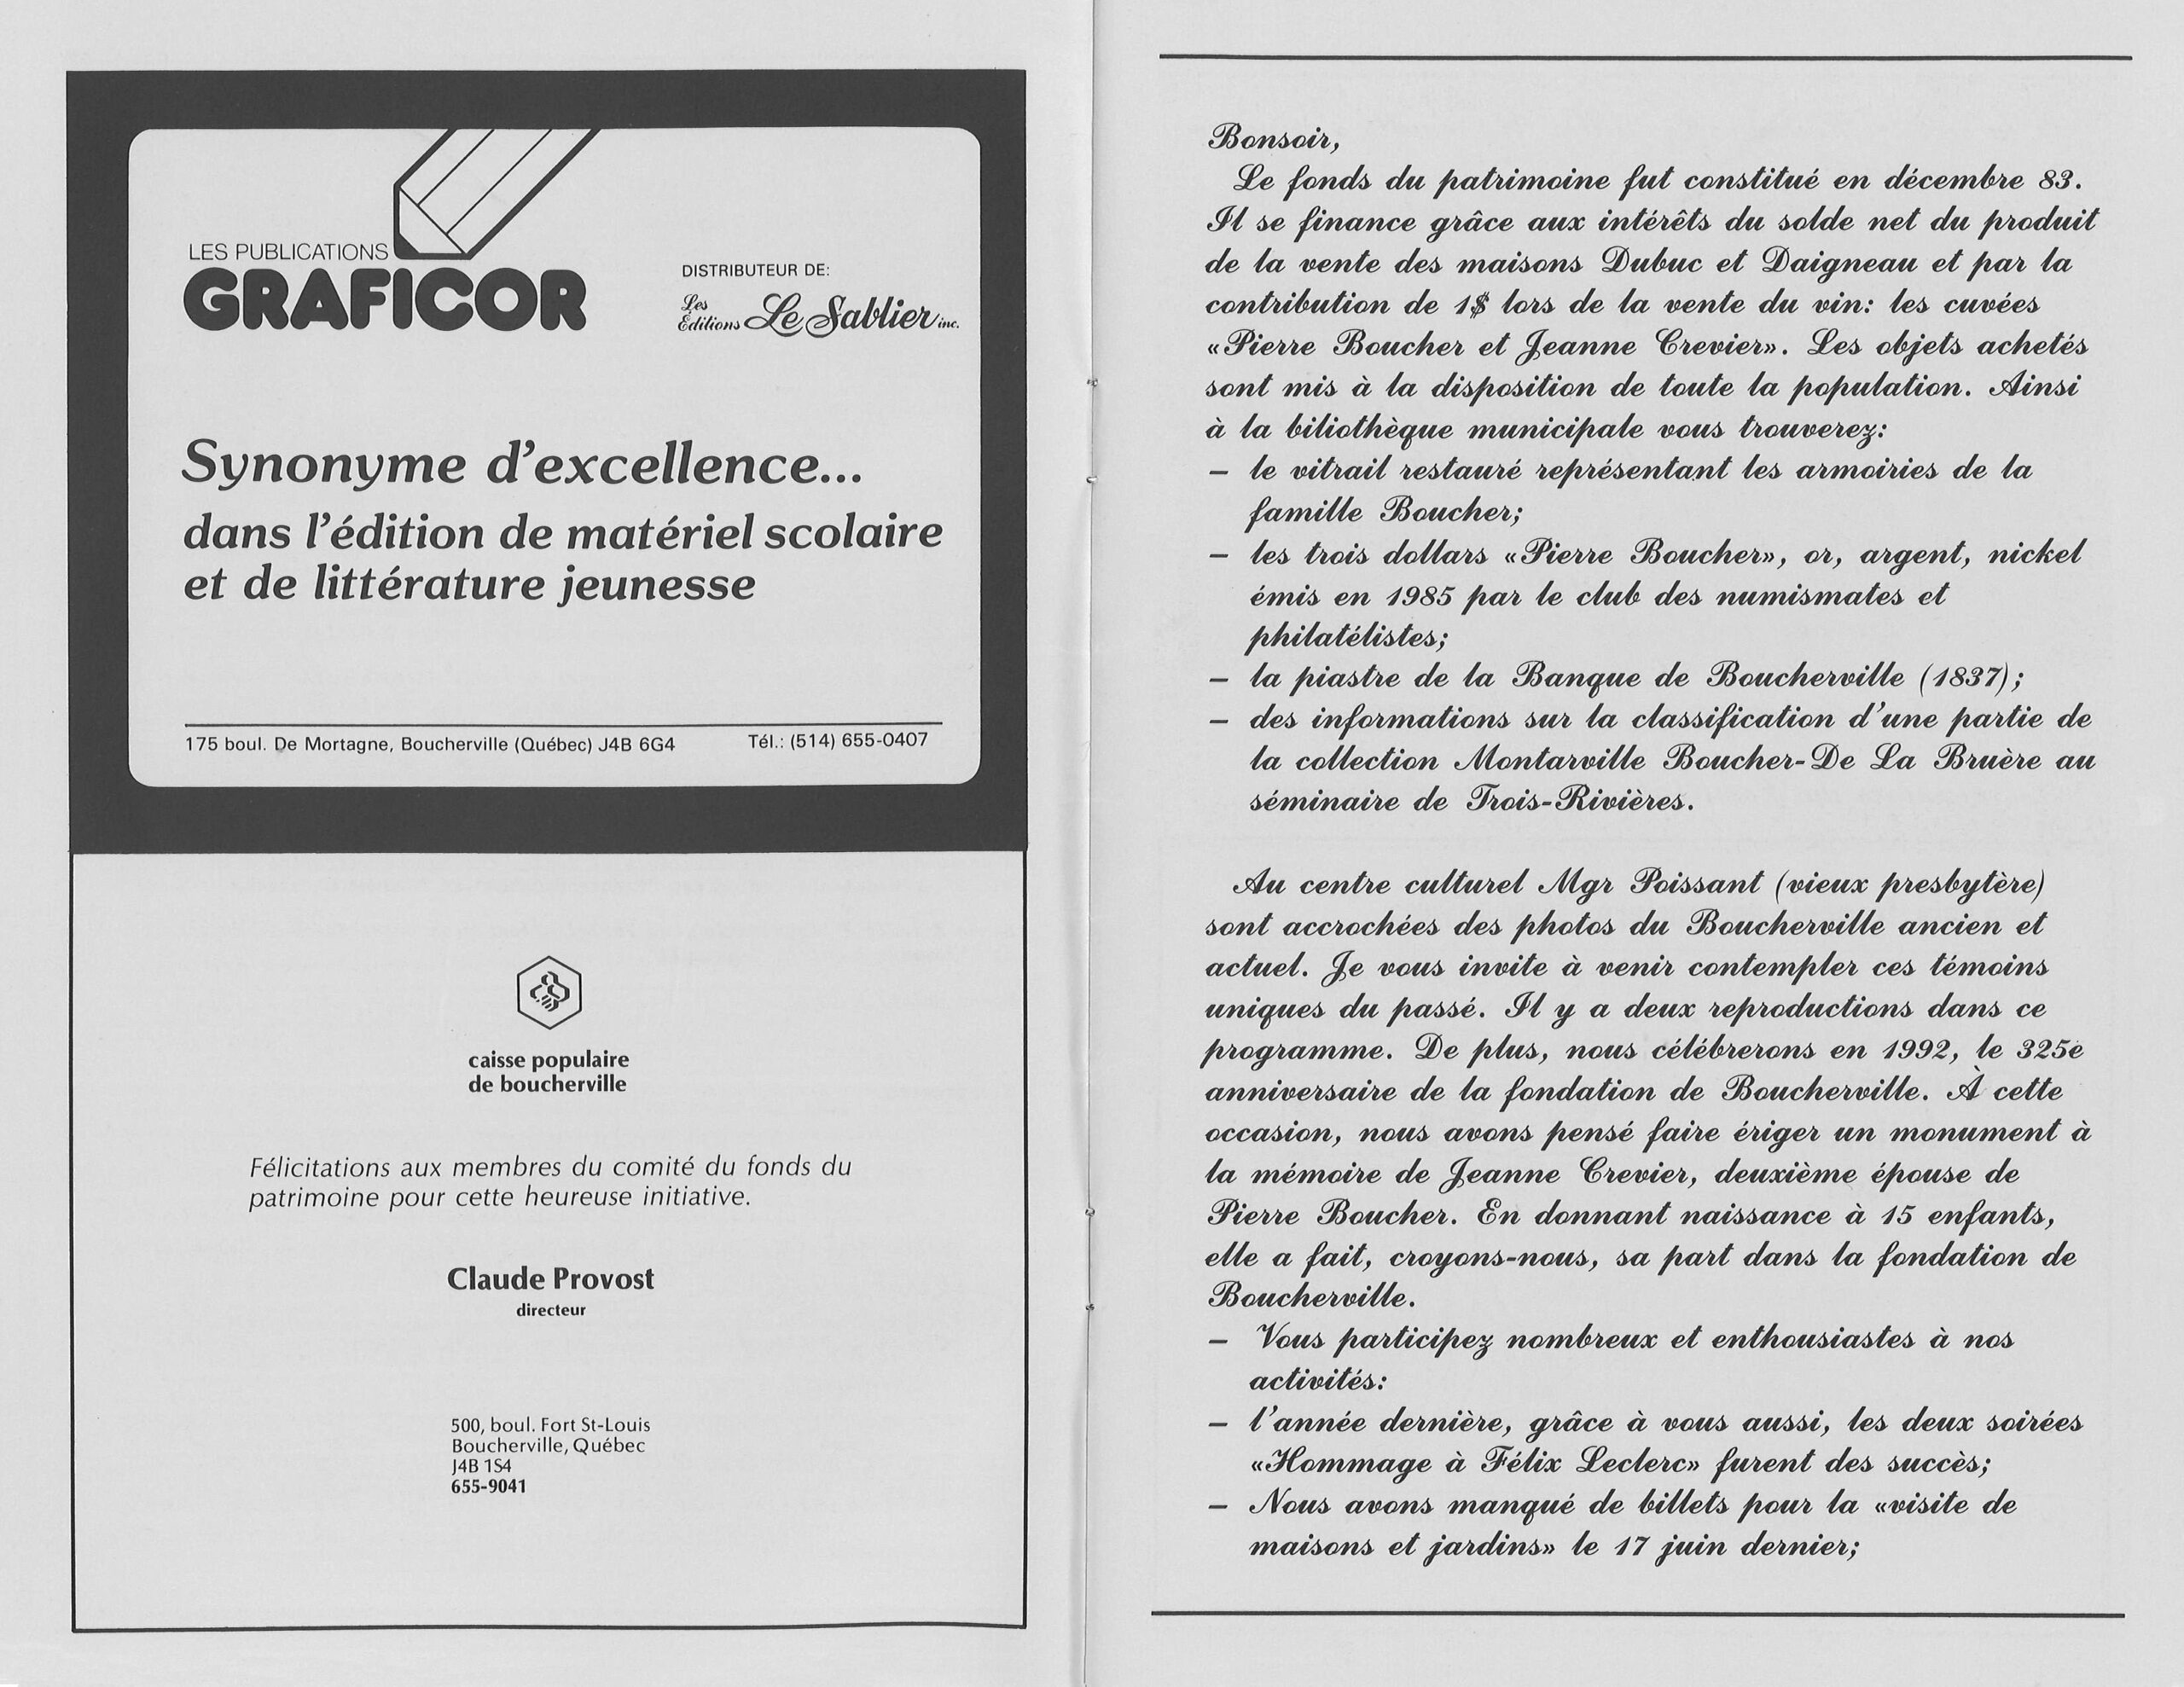 LES PUBLICATIONS
GRAFICOR
DISTRIBUTEUR DE:
Les Éditions Le Sablier inc.
Synonyme d'excellence...
dans l'édition de matériel scolaire
et de littérature jeunesse
175 boul. De Mortagne, Boucherville (Québec) J4B 6G4 Tél.: (514) 655-0407
caisse populaire
de boucherville
Félicitations aux membres du comité du fonds du
patrimoine pour cette heureuse initiative.
Claude Provost
directeur
500, boul. Fort St-Louis
Boucherville, Québec
J4B 1S4
655-9041
Bonsoir,
Le fonds du patrimoine fut constitué en décembre 83.
Il se finance grâce aux intérêts du solde net du produit
de la vente des maisons Dubuc et Daigneau et par la
contribution de 1$ lors de la vente du vin: les cuvées
«Pierre Boucher et Jeanne Crevier». Les objets achetés
sont mis à la disposition de toute la population. Ainsi
à la biliothèque municipale vous trouverez:
– le vitrail restauré représentant les armoiries de la
famille Boucher;
– les trois dollars «Pierre Boucher», or, argent, nickel
émis en 1985 par le club des numismates et
philatélistes;
– la piastre de la Banque de Boucherville (1837);
– des informations sur la classification d'une partie de
la collection Montarville Boucher-De La Bruère au
séminaire de Trois-Rivières.
Au centre culturel Mgr Poissant (vieux presbytère)
sont accrochées des photos du Boucherville ancien et
actuel. Je vous invite à venir contempler ces témoins
uniques du passé. Il y a deux reproductions dans ce
programme. De plus, nous célébrerons en 1992, le 325e
anniversaire de la fondation de Boucherville. À cette
occasion, nous avons pensé faire ériger un monument à
la mémoire de Jeanne Crevier, deuxième épouse de
Pierre Boucher. En donnant naissance à 15 enfants,
elle a fait, croyons-nous, sa part dans la fondation de
Boucherville.
– Vous participez nombreux et enthousiastes à nos
activités:
– l'année dernière, grâce à vous aussi, les deux soirées
«Hommage à Félix Leclerc» furent des succès;
– Nous avons manqué de billets pour la «visite de
maisons et jardins» le 17 juin dernier;